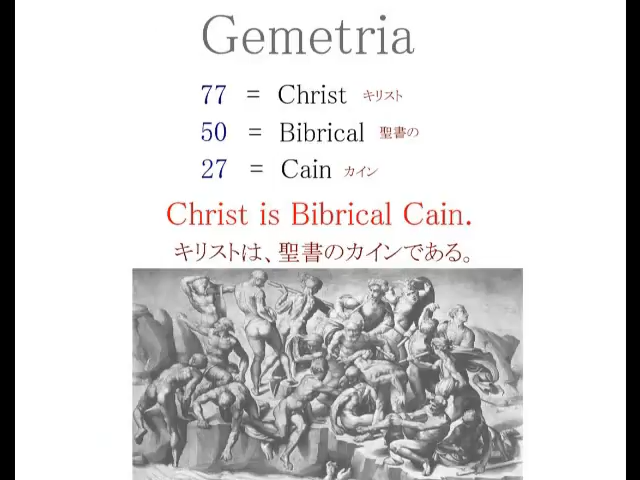 Gemetria
77 = Christ キリスト
50 = Bibrical 聖書の
27 = Cain カイン
Christ is Bibrical Cain.
キリストは、聖書のカインである。